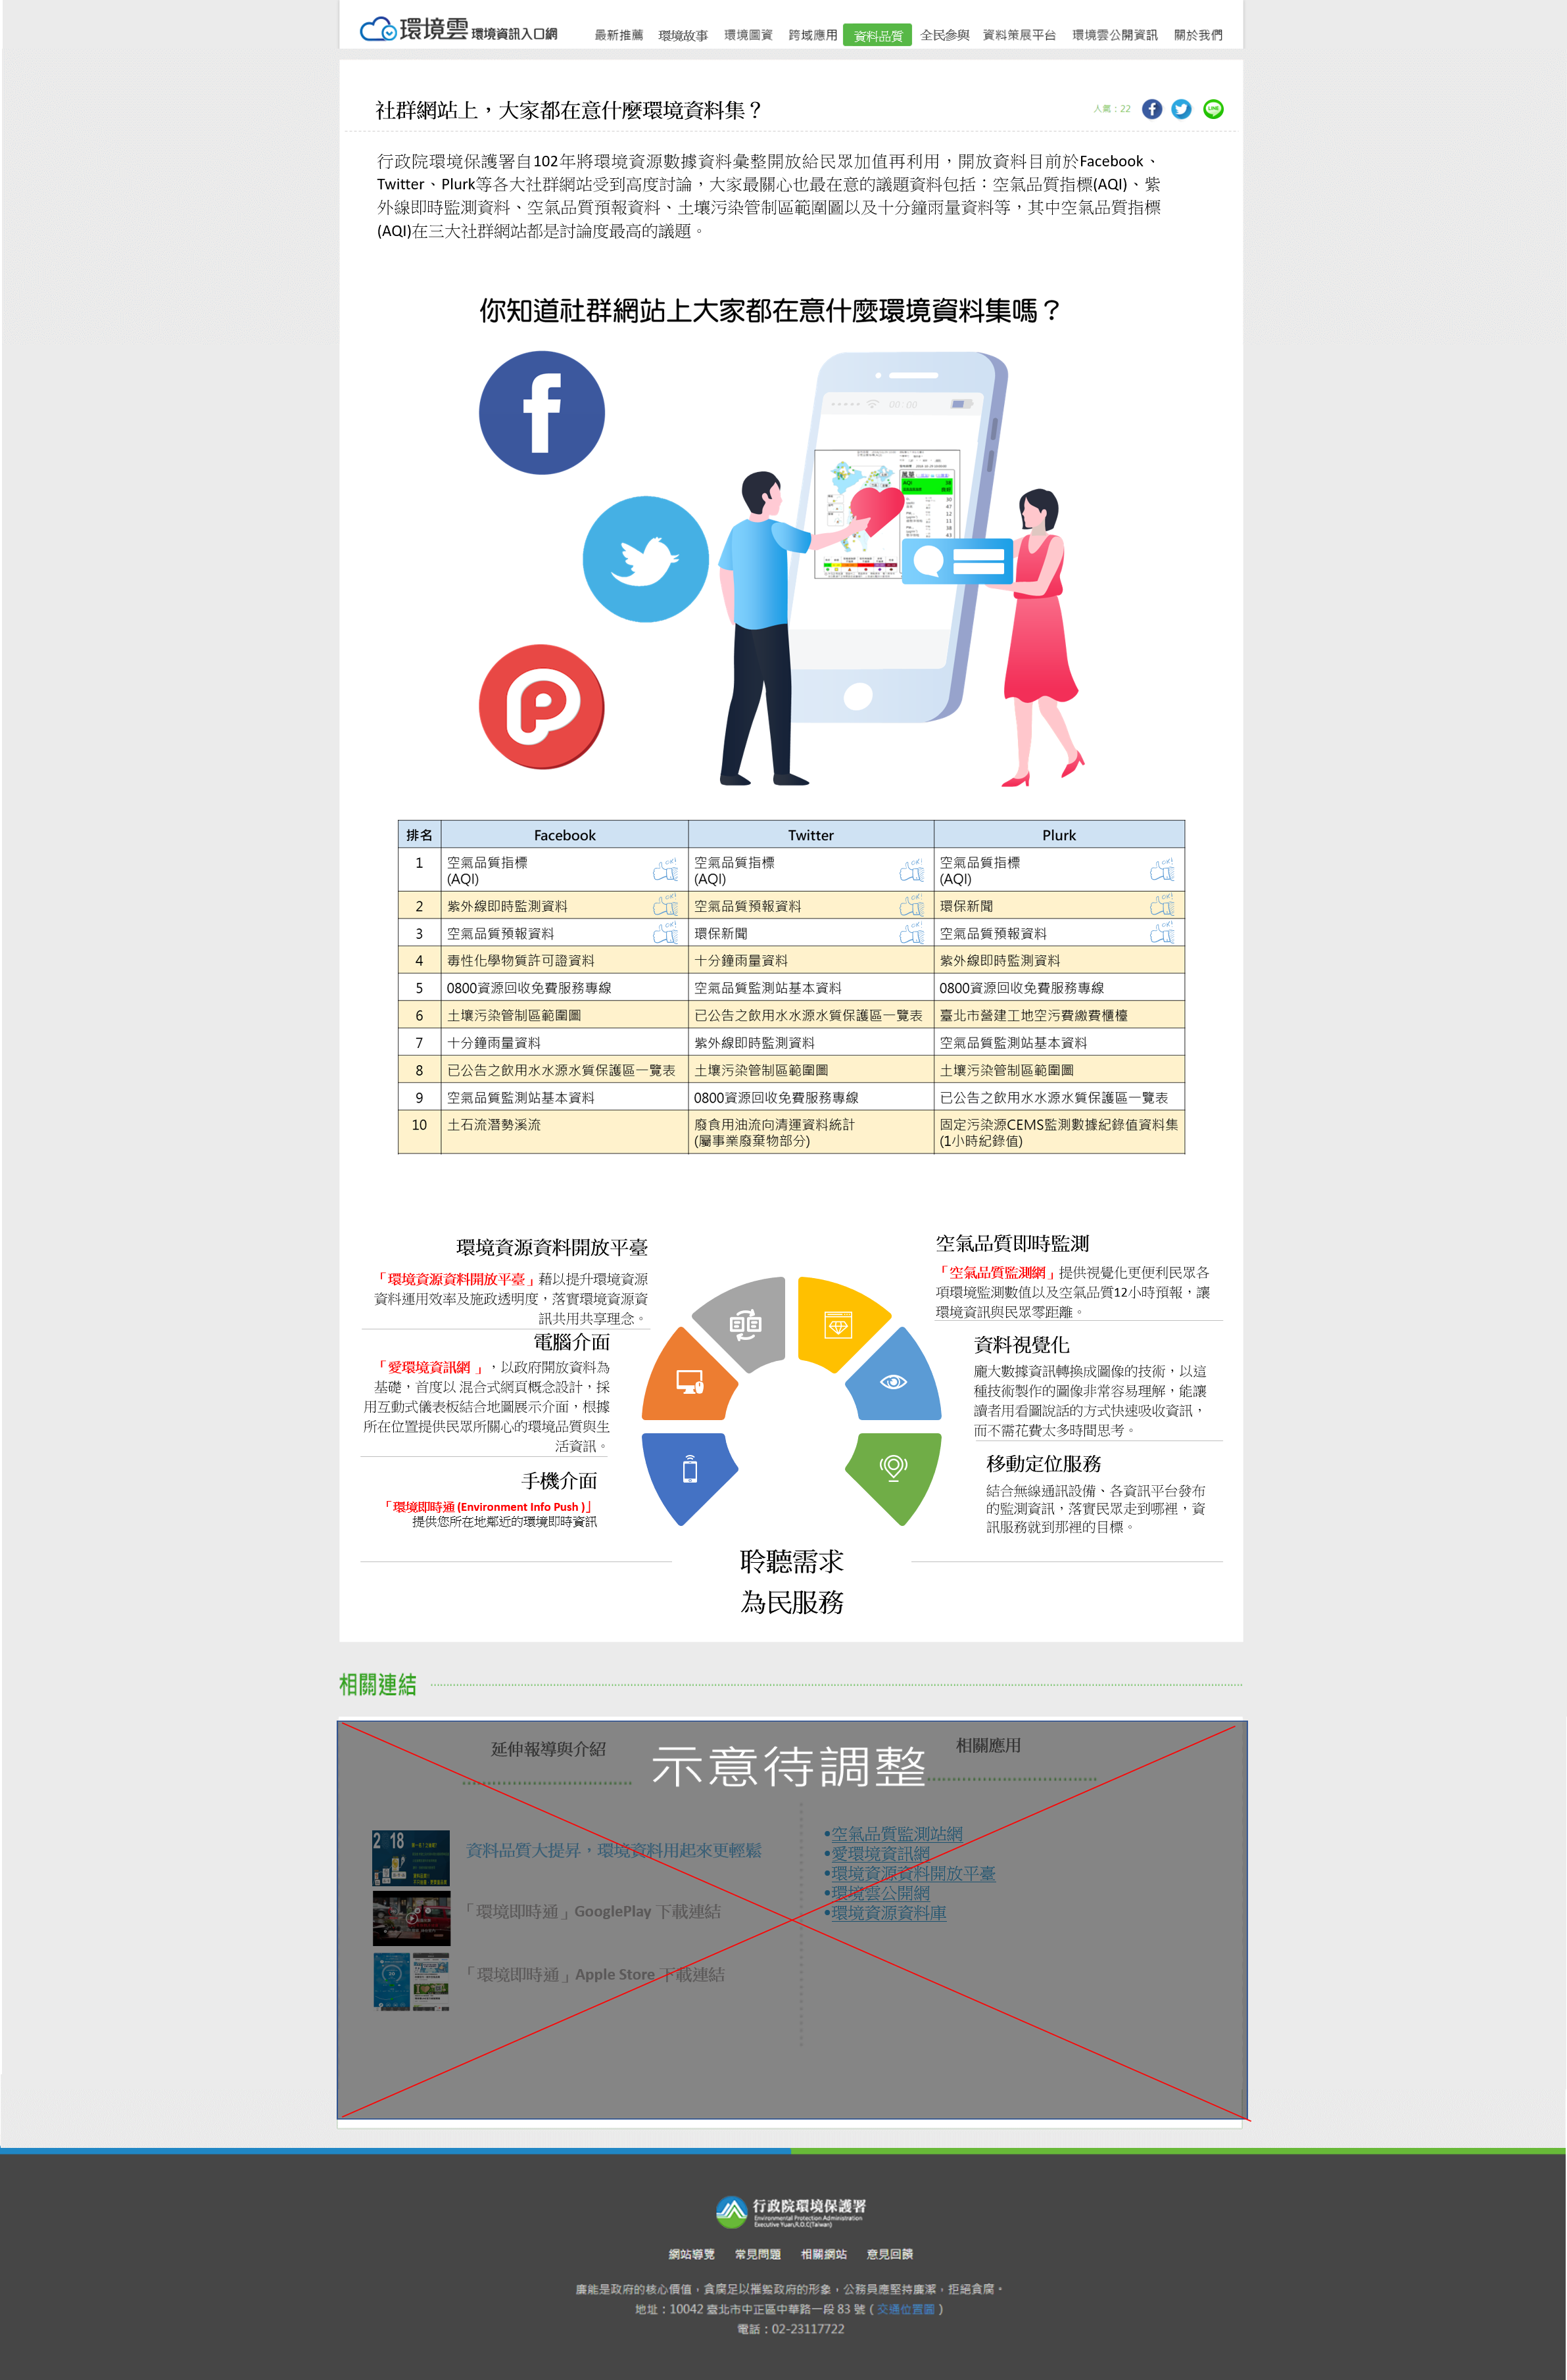 環境雲 環境資訊入口網
最新推薦 環境故事 環境圖資 跨域應用 資料品質 全民參與 資料策展平台 環境雲公開資訊 關於我們
社群網站上，大家都在意什麼環境資料集？
人氣：22
LINE
行政院環境保護署自102年將環境資源數據資料彙整開放給民眾加值再利用，開放資料目前於Facebook、
Twitter、Plurk等各大社群網站受到高度討論，大家最關心也最在意的議題資料包括：空氣品質指標(AQI)、紫
外線即時監測資料、空氣品質預報資料、土壤污染管制區範圍圖以及十分鐘雨量資料等，其中空氣品質指標
(AQI)在三大社群網站都是討論度最高的議題。
你知道社群網站上大家都在意什麼環境資料集嗎？
00:00
AQI
排名 Facebook Twitter Plurk
1 空氣品質指標 (AQI) OK! 空氣品質指標 (AQI) OK! 空氣品質指標 (AQI) OK!
2 紫外線即時監測資料 OK! 空氣品質預報資料 OK! 環保新聞 OK!
3 空氣品質預報資料 OK! 環保新聞 OK! 空氣品質預報資料 OK!
4 毒性化學物質許可證資料 十分鐘雨量資料 紫外線即時監測資料
5 0800資源回收免費服務專線 空氣品質監測站基本資料 0800資源回收免費服務專線
6 土壤污染管制區範圍圖 已公告之飲用水水源水質保護區一覽表 臺北市營建工地空污費繳費櫃檯
7 十分鐘雨量資料 紫外線即時監測資料 空氣品質監測站基本資料
8 已公告之飲用水水源水質保護區一覽表 土壤污染管制區範圍圖 土壤污染管制區範圍圖
9 空氣品質監測站基本資料 0800資源回收免費服務專線 已公告之飲用水水源水質保護區一覽表
10 土石流潛勢溪流 廢食用油流向清運資料統計 (屬事業廢棄物部分) 固定污染源CEMS監測數據紀錄值資料集 (1小時紀錄值)
環境資源資料開放平臺
「環境資源資料開放平臺」藉以提升環境資源
資料運用效率及施政透明度，落實環境資源資
訊共用共享理念。
電腦介面
「愛環境資訊網 」，以政府開放資料為
基礎，首度以 混合式網頁概念設計，採
用互動式儀表板結合地圖展示介面，根據
所在位置提供民眾所關心的環境品質與生
活資訊。
手機介面
「環境即時通 (Environment Info Push )」
提供您所在地鄰近的環境即時資訊
空氣品質即時監測
「空氣品質監測網」提供視覺化更便利民眾各
項環境監測數值以及空氣品質12小時預報，讓
環境資訊與民眾零距離。
資料視覺化
龐大數據資訊轉換成圖像的技術，以這
種技術製作的圖像非常容易理解，能讓
讀者用看圖說話的方式快速吸收資訊，
而不需花費太多時間思考。
移動定位服務
結合無線通訊設備、各資訊平台發布
的監測資訊，落實民眾走到哪裡，資
訊服務就到那裡的目標。
聆聽需求
為民服務
相關連結
示意待調整
延伸報導與介紹
資料品質大提昇，環境資料用起來更輕鬆
「環境即時通」GooglePlay 下載連結
「環境即時通」Apple Store 下載連結
相關應用
•空氣品質監測站網
•愛環境資訊網
•環境資源資料開放平臺
•環境雲公開網
•環境資源資料庫
行政院環境保護署
Environmental Protection Administration
Executive Yuan,R.O.C(Taiwan)
網站導覽 常見問題 相關網站 意見回饋
廉能是政府的核心價值，貪腐足以摧毀政府的形象，公務員應堅持廉潔，拒絕貪腐。
地址：10042 臺北市中正區中華路一段 83 號（交通位置圖）
電話：02-23117722